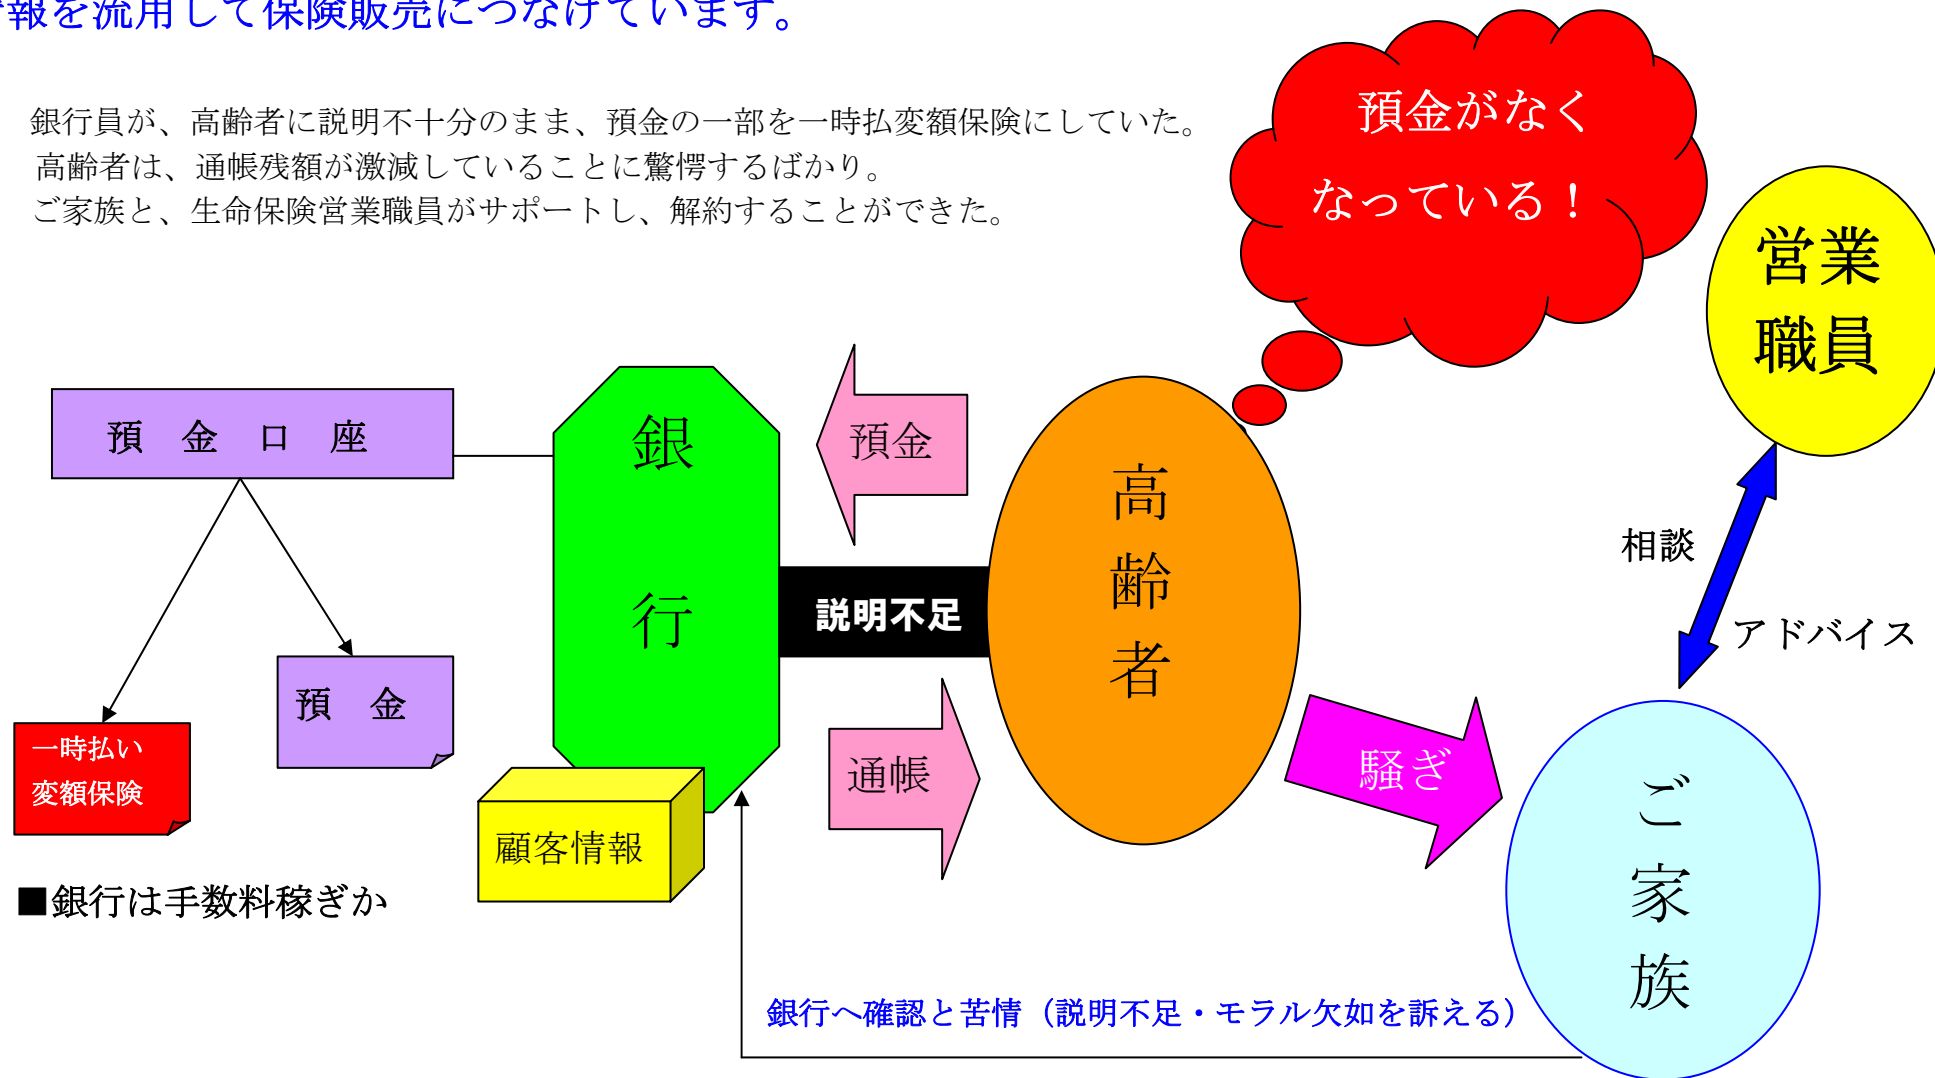 報を流用して保険販売につなげています。
銀行員が、高齢者に説明不十分のまま、預金の一部を一時払変額保険にしていた。
高齢者は、通帳残額が激減していることに驚愕するばかり。
ご家族と、生命保険営業職員がサポートし、解約することができた。
預金がなく
なっている！
営業
職員
預金口座
銀行
預金
高齢者
相談
説明不足
アドバイス
預金
一時払い
変額保険
通帳
騒ぎ
顧客情報
ご家族
■銀行は手数料稼ぎか
銀行へ確認と苦情（説明不足・モラル欠如を訴える）